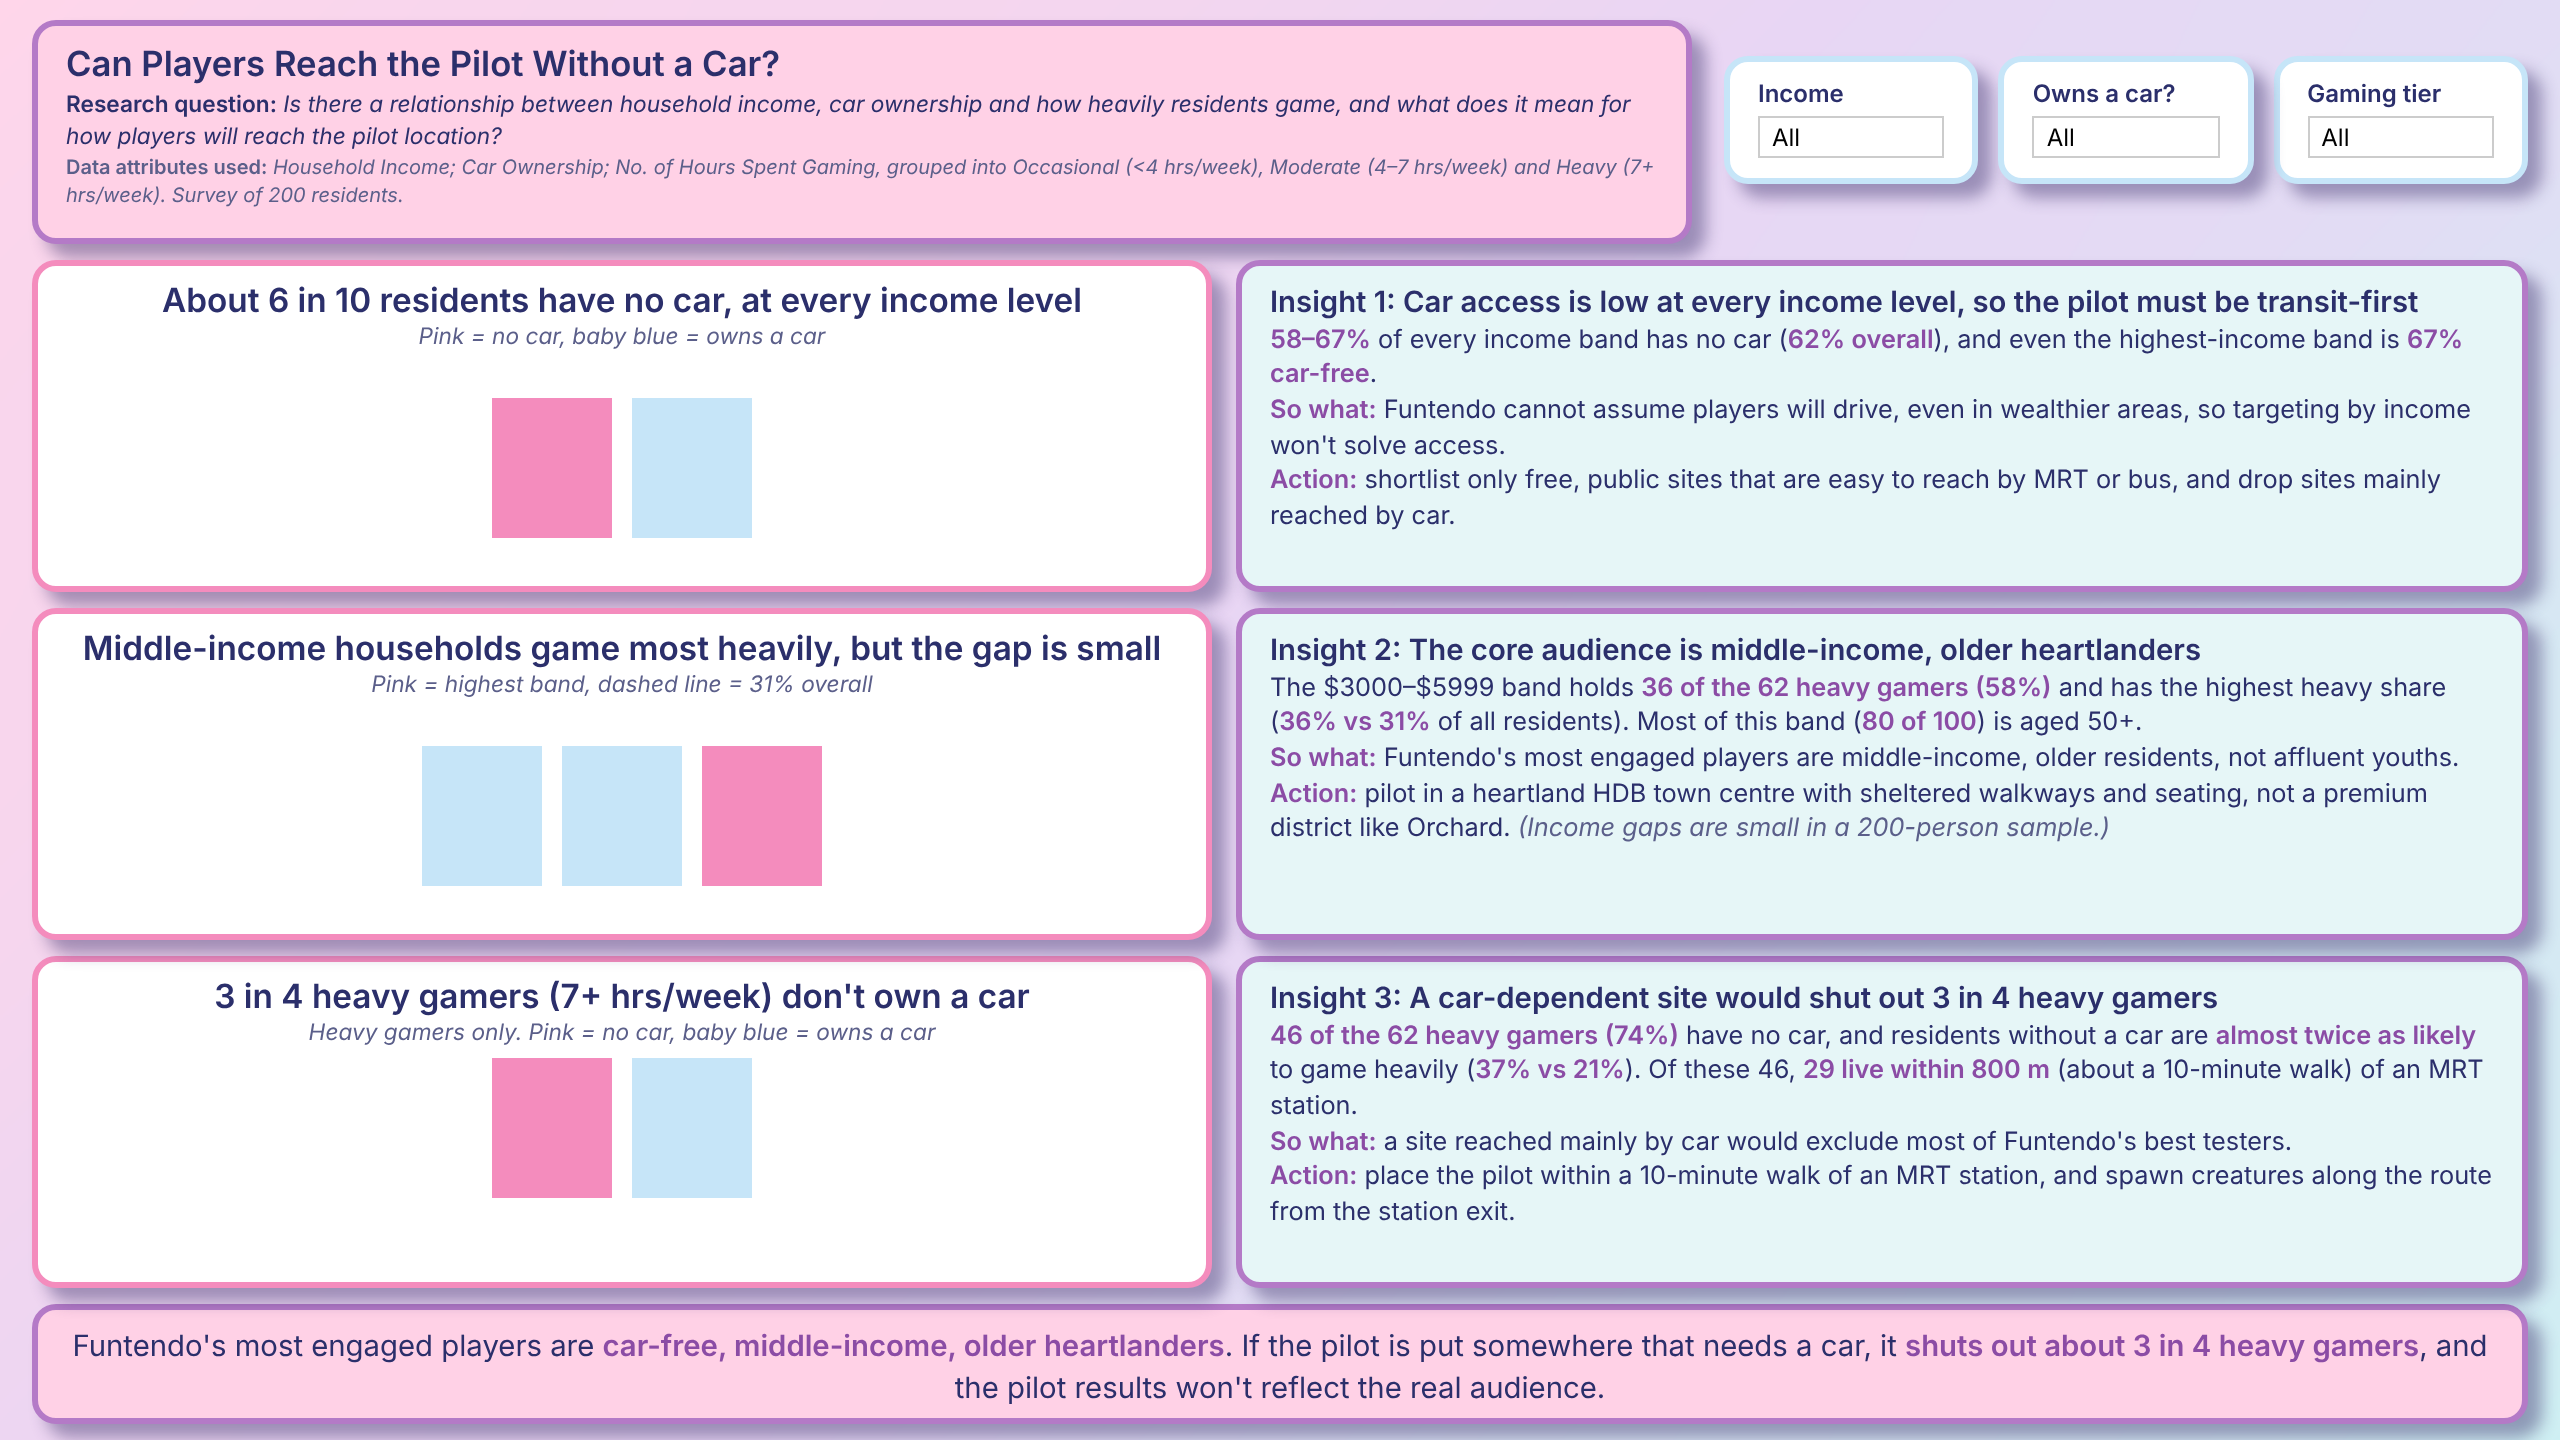 Can Players Reach the Pilot Without a Car?
Research question: Is there a relationship between household income, car ownership and how heavily residents game, and what does it mean for
how players will reach the pilot location?
Data attributes used: Household Income; Car Ownership; No. of Hours Spent Gaming, grouped into Occasional (<4 hrs/week), Moderate (4–7 hrs/week) and Heavy (7+
hrs/week). Survey of 200 residents.
Income
All
Owns a car?
All
Gaming tier
All
About 6 in 10 residents have no car, at every income level
Pink = no car, baby blue = owns a car
Insight 1: Car access is low at every income level, so the pilot must be transit-first
58–67% of every income band has no car (62% overall), and even the highest-income band is 67%
car-free.
So what: Funtendo cannot assume players will drive, even in wealthier areas, so targeting by income
won't solve access.
Action: shortlist only free, public sites that are easy to reach by MRT or bus, and drop sites mainly
reached by car.
Middle-income households game most heavily, but the gap is small
Pink = highest band, dashed line = 31% overall
Insight 2: The core audience is middle-income, older heartlanders
The $3000–$5999 band holds 36 of the 62 heavy gamers (58%) and has the highest heavy share
(36% vs 31% of all residents). Most of this band (80 of 100) is aged 50+.
So what: Funtendo's most engaged players are middle-income, older residents, not affluent youths.
Action: pilot in a heartland HDB town centre with sheltered walkways and seating, not a premium
district like Orchard. (Income gaps are small in a 200-person sample.)
3 in 4 heavy gamers (7+ hrs/week) don't own a car
Heavy gamers only. Pink = no car, baby blue = owns a car
Insight 3: A car-dependent site would shut out 3 in 4 heavy gamers
46 of the 62 heavy gamers (74%) have no car, and residents without a car are almost twice as likely
to game heavily (37% vs 21%). Of these 46, 29 live within 800 m (about a 10-minute walk) of an MRT
station.
So what: a site reached mainly by car would exclude most of Funtendo's best testers.
Action: place the pilot within a 10-minute walk of an MRT station, and spawn creatures along the route
from the station exit.
Funtendo's most engaged players are car-free, middle-income, older heartlanders. If the pilot is put somewhere that needs a car, it shuts out about 3 in 4 heavy gamers, and
the pilot results won't reflect the real audience.